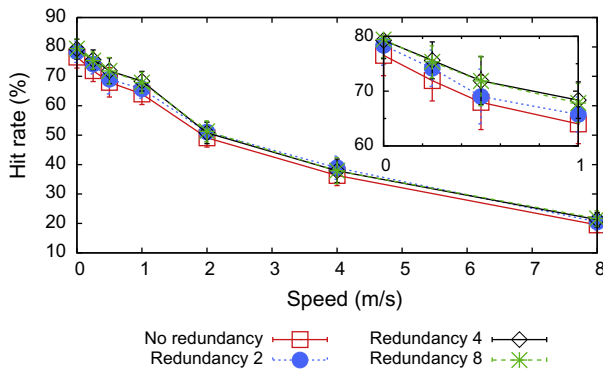 90
80
70
60
50
40
30
20
10
Hit rate (%)
80
70
60
0 1
0 1 2 3 4 5 6 7 8
Speed (m/s)
No redundancy Redundancy 4
Redundancy 2 Redundancy 8